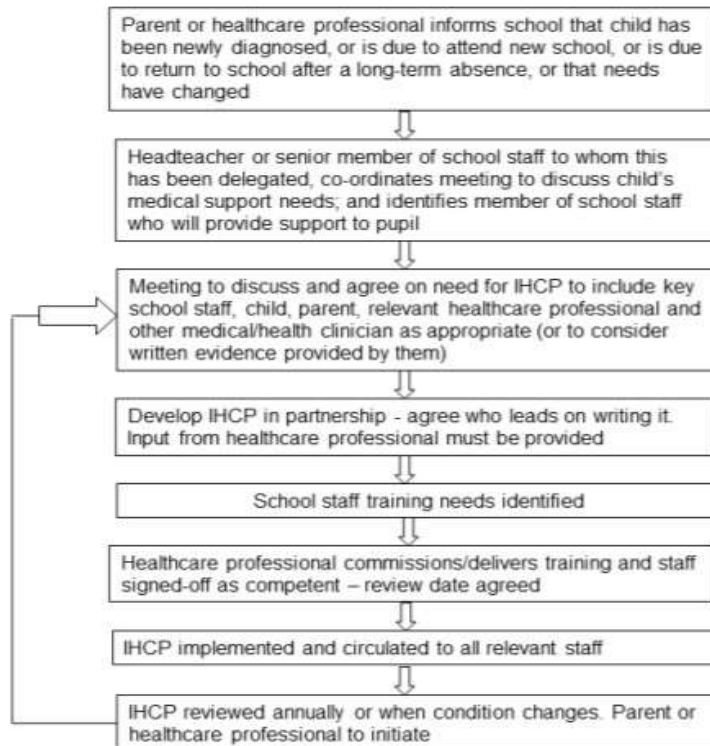 Parent or healthcare professional informs school that child has
been newly diagnosed, or is due to attend new school, or is due
to return to school after a long-term absence, or that needs
have changed
Headteacher or senior member of school staff to whom this
has been delegated, co-ordinates meeting to discuss child's
medical support needs; and identifies member of school staff
who will provide support to pupil
Meeting to discuss and agree on need for IHCP to include key
school staff, child, parent, relevant healthcare professional and
other medical/health clinician as appropriate (or to consider
written evidence provided by them)
Develop IHCP in partnership - agree who leads on writing it.
Input from healthcare professional must be provided
School staff training needs identified
Healthcare professional commissions/delivers training and staff
signed-off as competent – review date agreed
IHCP implemented and circulated to all relevant staff
IHCP reviewed annually or when condition changes. Parent or
healthcare professional to initiate